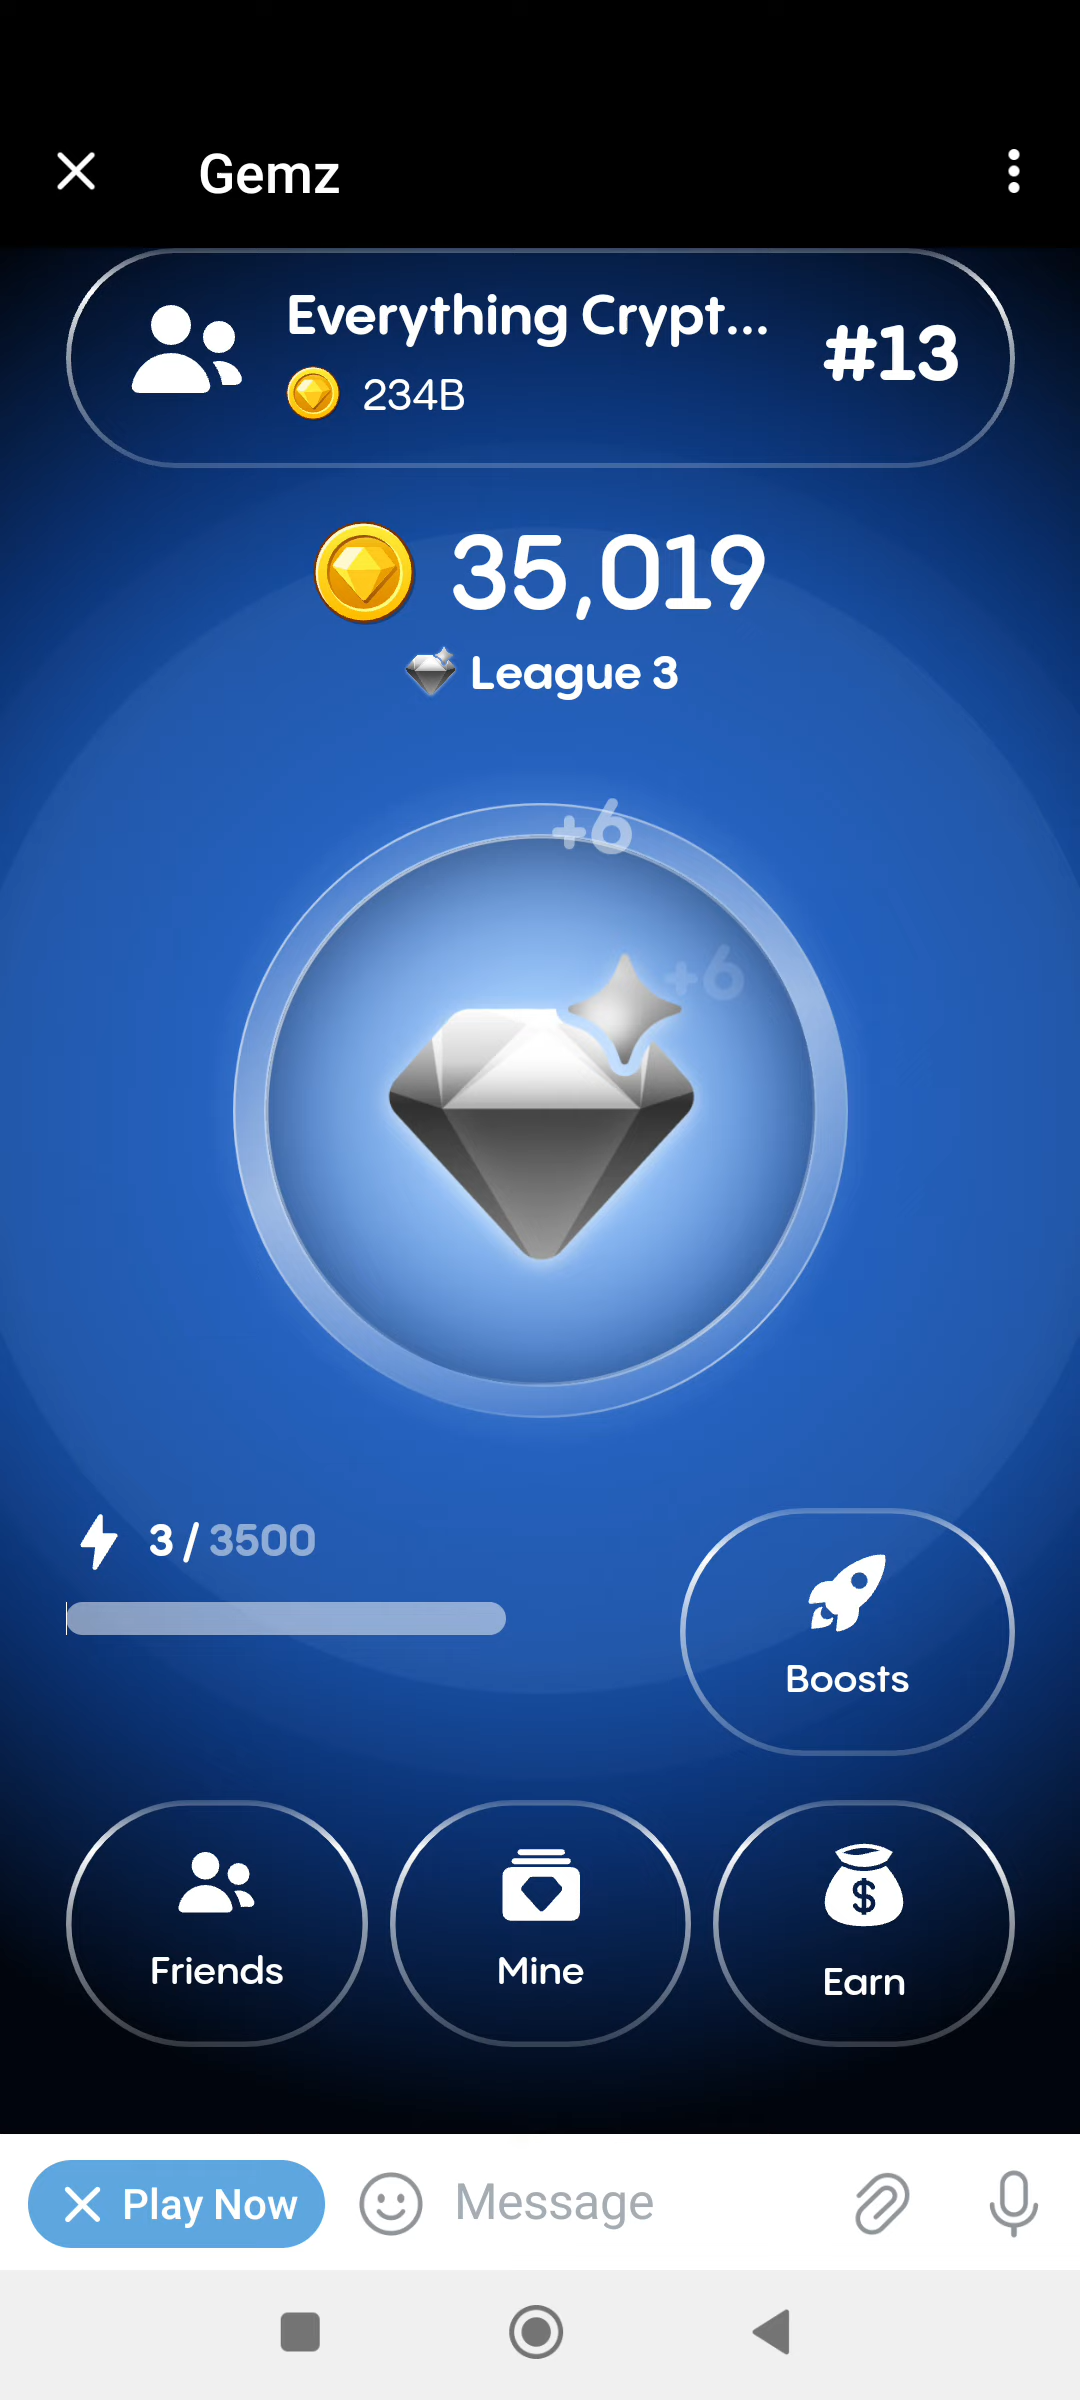 Gemz
Everything Crypt...
234B
#13
35,019
League 3
+6
+6
3 / 3500
Boosts
Friends
Mine
$
Earn
Play Now
Message